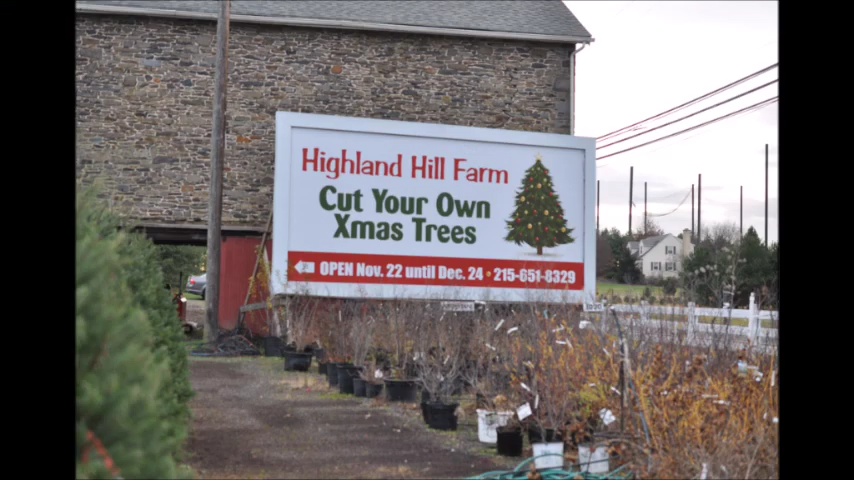 Highland Hill Farm
Cut Your Own
Xmas Trees
OPEN Nov. 22 until Dec. 24 • 215-651-8329